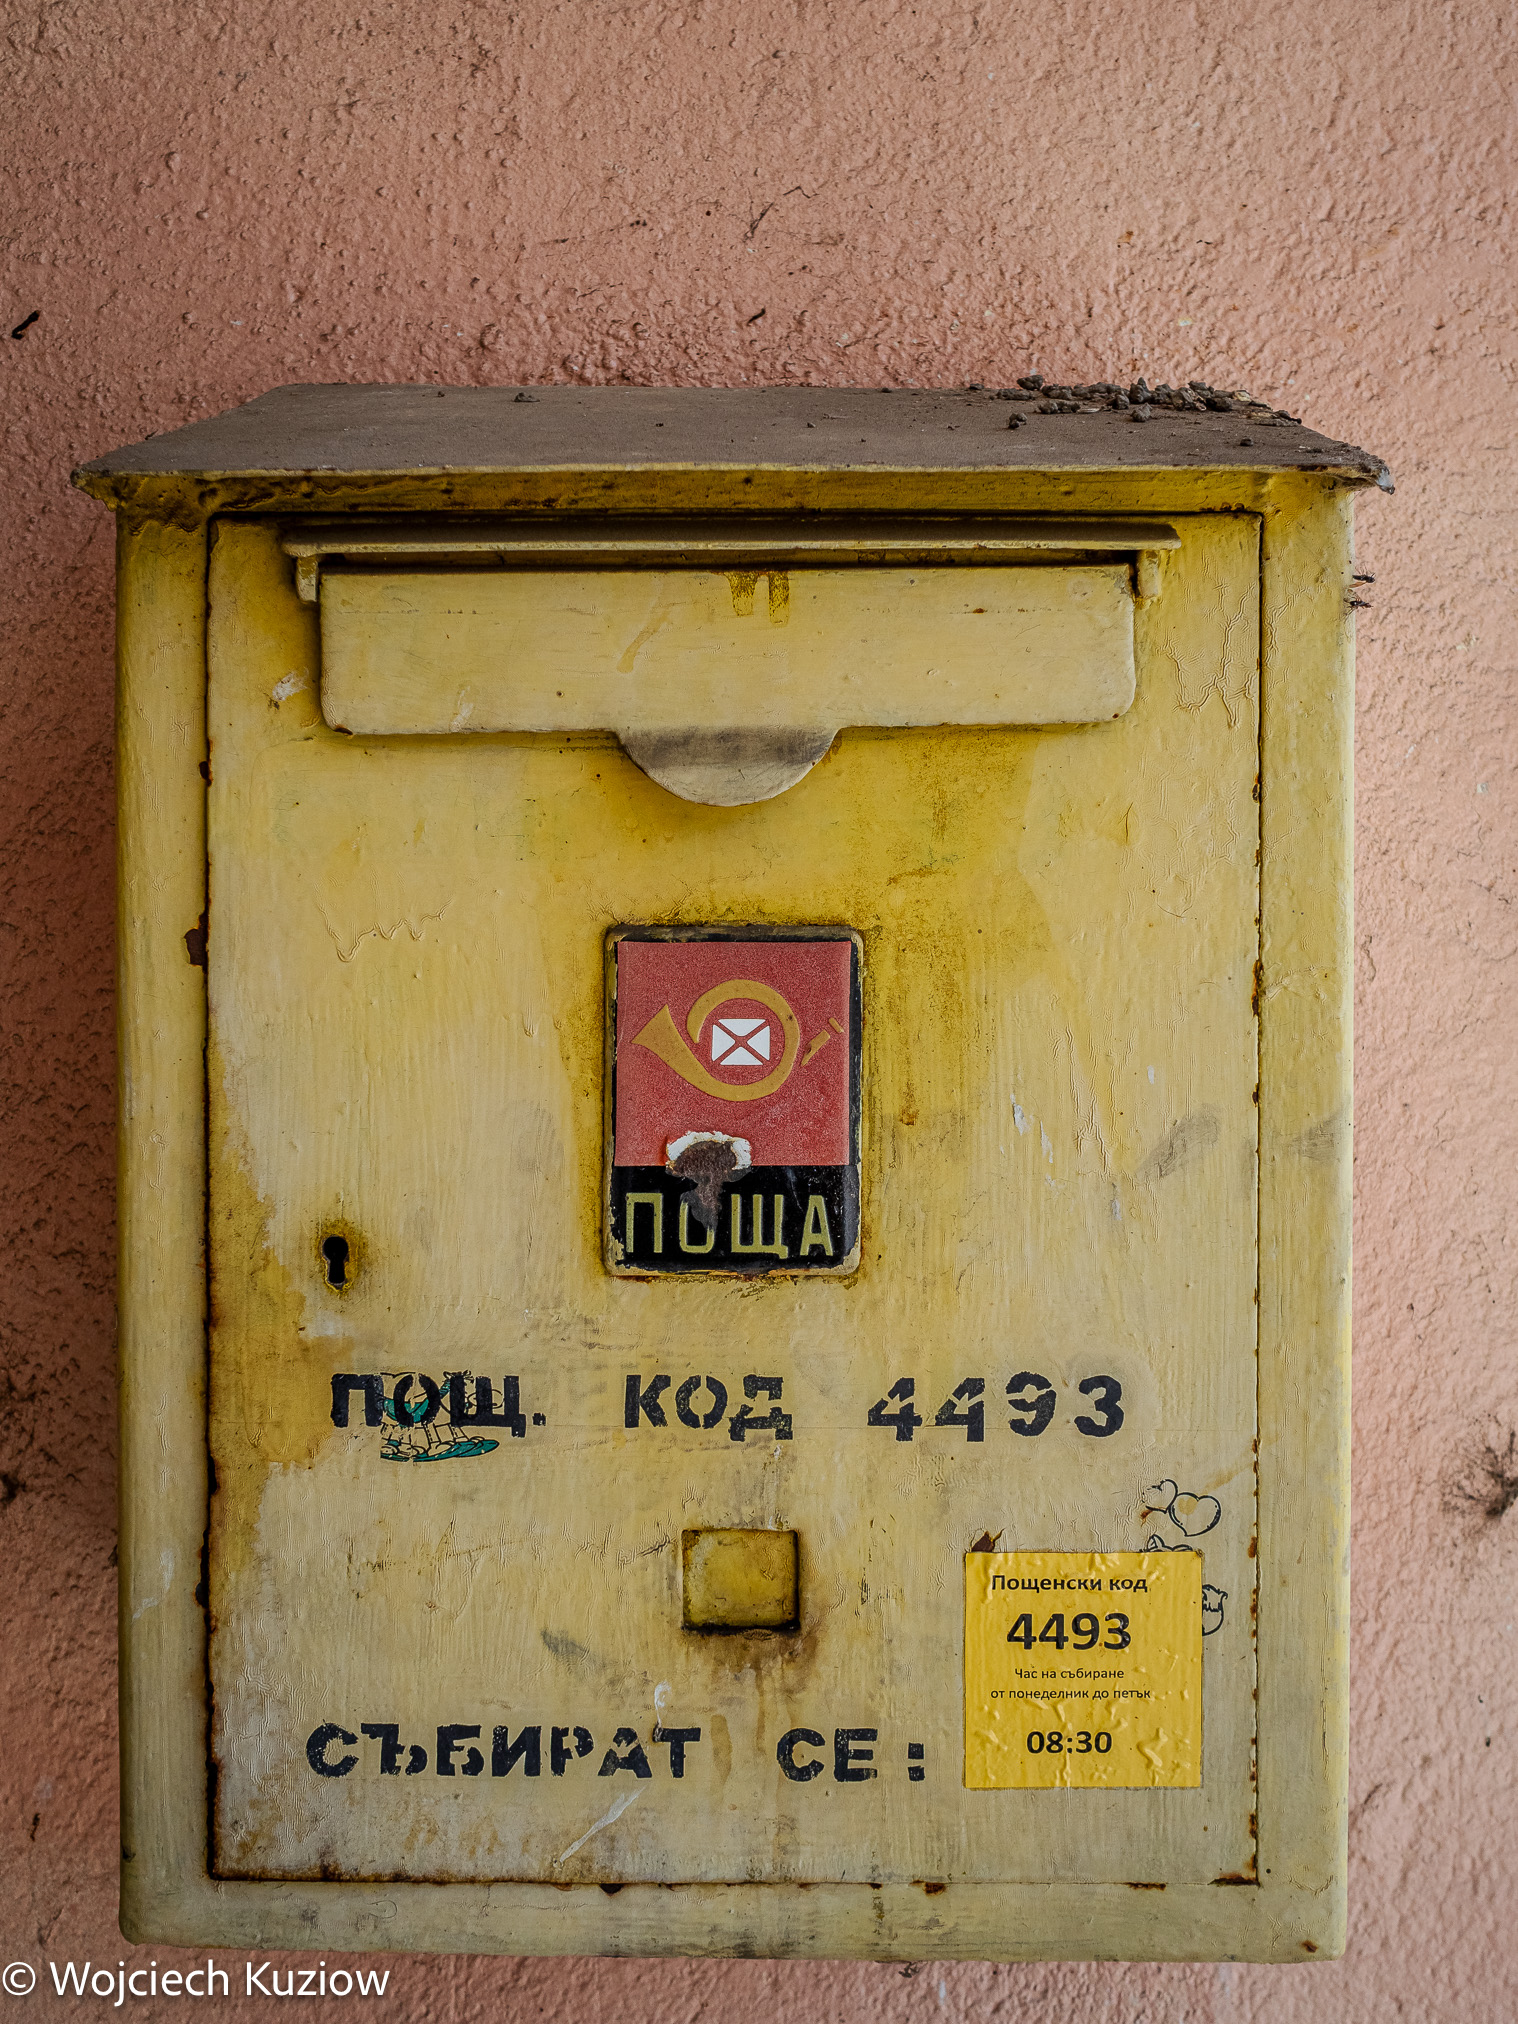 ПОЩА
ПОЩ. КОД 4493
Пощенски код
4493
Час на събиране
от понеделник до петък
08:30
СЪБИРАТ СЕ:
© Wojciech Kuziow